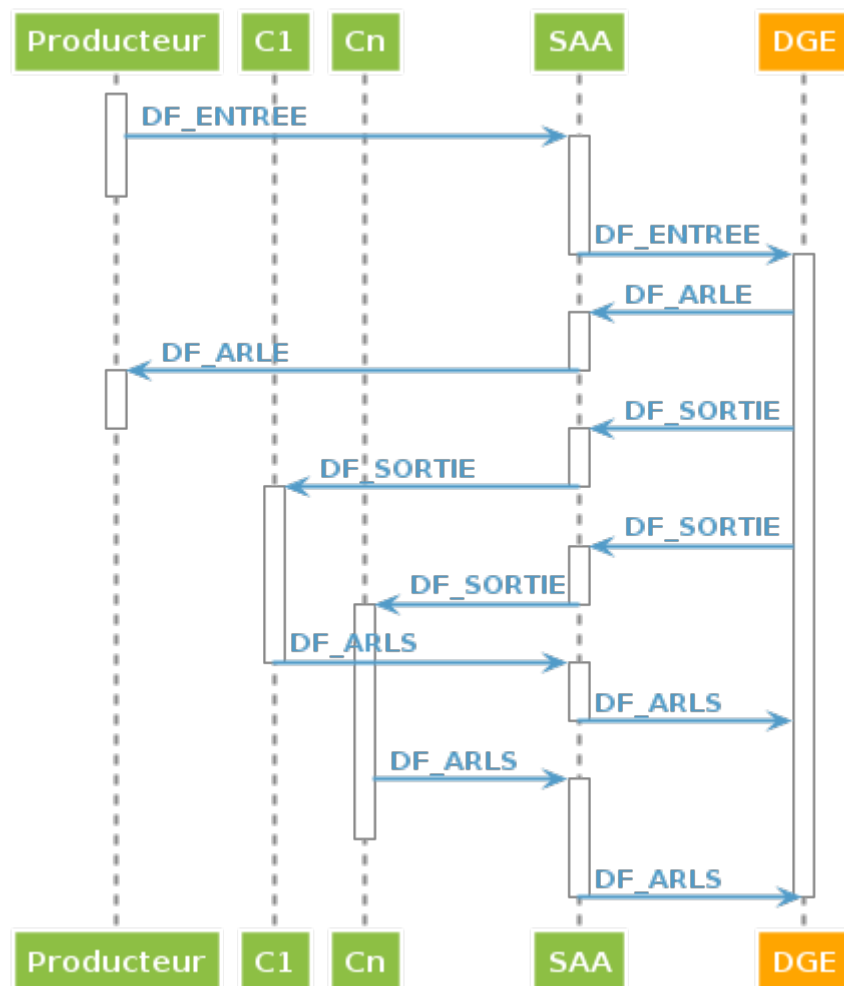 Producteur C1 Cn SAA DGE
DF_ENTREE
DF_ENTREE
DF_ARLE
DF_ARLE
DF_SORTIE
DF_SORTIE
DF_SORTIE
DF_SORTIE
DF_ARLS
DF_ARLS
DF_ARLS
DF_ARLS
Producteur C1 Cn SAA DGE